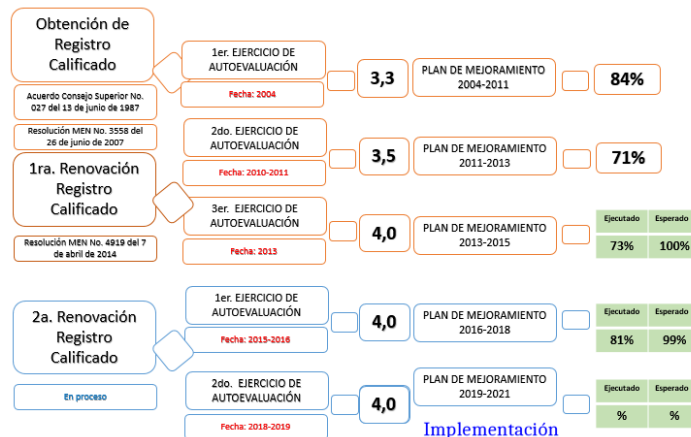 Obtención de
Registro
Calificado
Acuerdo Consejo Superior No.
027 del 13 de junio de 1987
Resolución MEN No. 3558 del
26 de junio de 2007
1er. EJERCICIO DE
AUTOEVALUACIÓN
Fecha: 2004
3,3
PLAN DE MEJORAMIENTO
2004-2011
84%
2do. EJERCICIO DE
AUTOEVALUACIÓN
Fecha: 2010-2011
3,5
PLAN DE MEJORAMIENTO
2011-2013
71%
1ra. Renovación
Registro
Calificado
Resolución MEN No. 4919 del 7
de abril de 2014
3er. EJERCICIO DE
AUTOEVALUACIÓN
Fecha: 2013
4,0
PLAN DE MEJORAMIENTO
2013-2015
Ejecutado Esperado
73% 100%
2a. Renovación
Registro
Calificado
En proceso
1er. EJERCICIO DE
AUTOEVALUACIÓN
Fecha: 2015-2016
4,0
PLAN DE MEJORAMIENTO
2016-2018
Ejecutado Esperado
81% 99%
2do. EJERCICIO DE
AUTOEVALUACIÓN
Fecha: 2018-2019
4,0
PLAN DE MEJORAMIENTO
2019-2021
Implementación
Ejecutado Esperado
% %